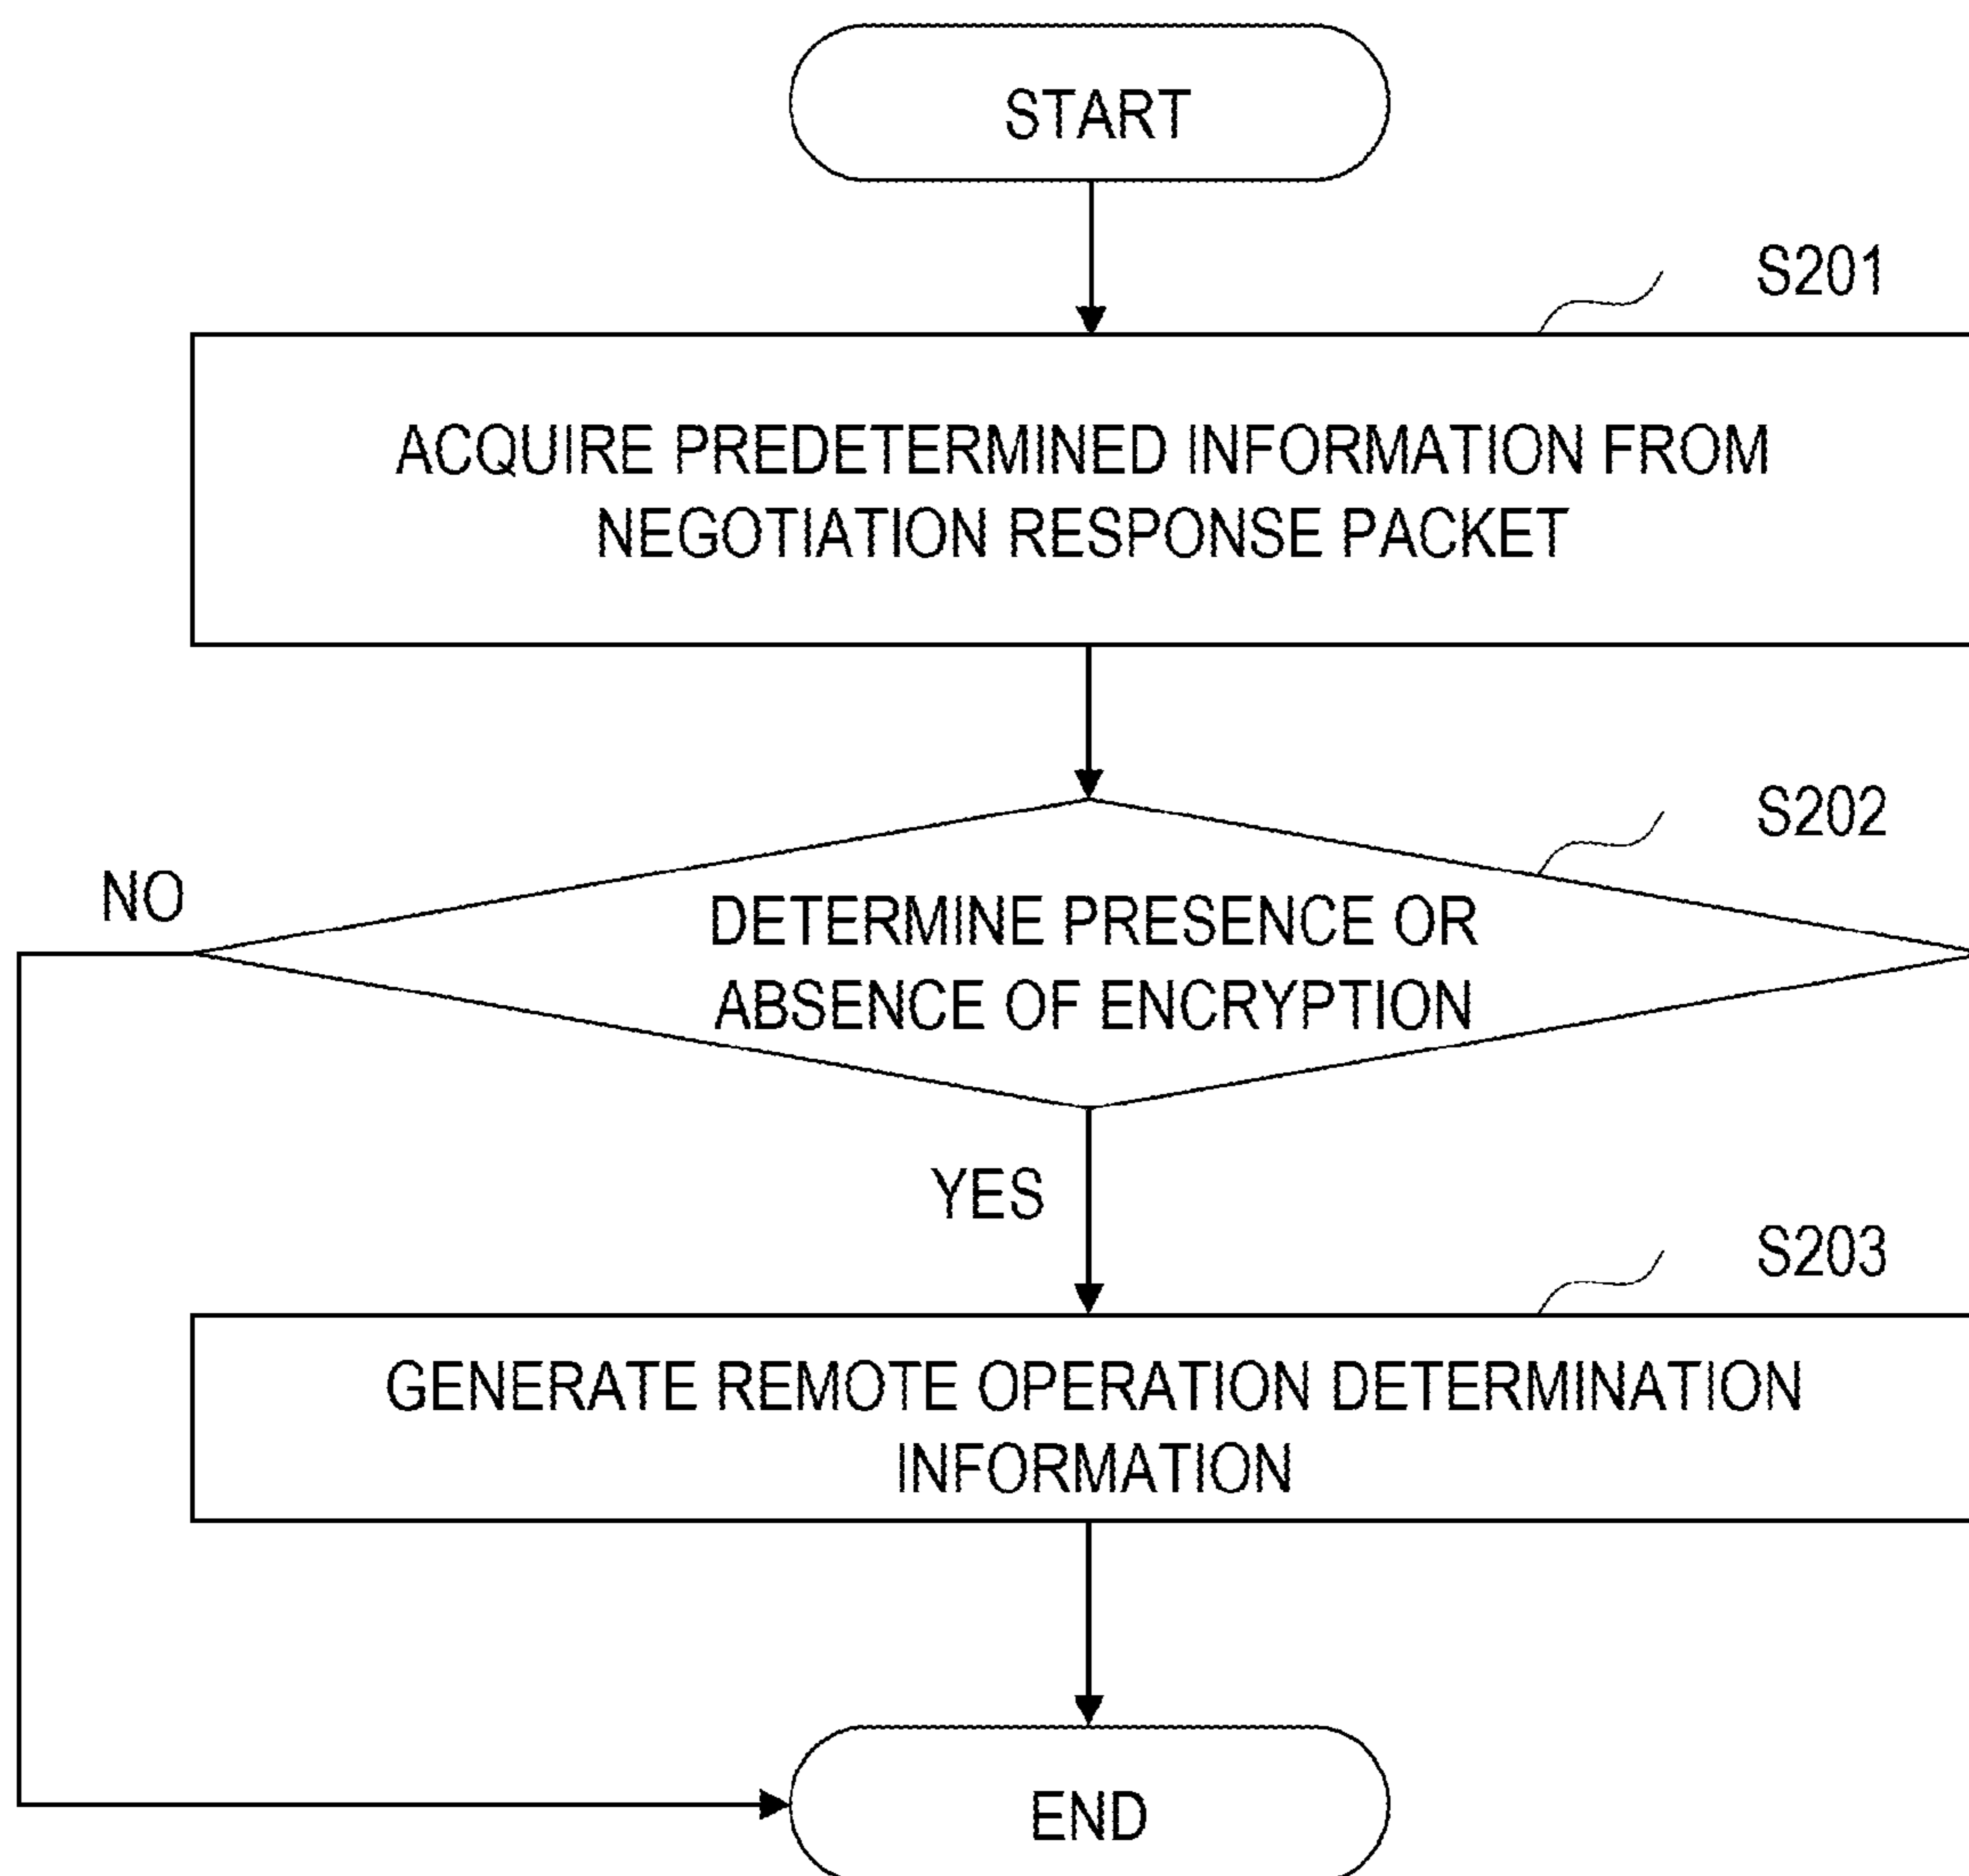 START
S201
ACQUIRE PREDETERMINED INFORMATION FROM
NEGOTIATION RESPONSE PACKET
S202
NO
DETERMINE PRESENCE OR
ABSENCE OF ENCRYPTION
YES
S203
GENERATE REMOTE OPERATION DETERMINATION
INFORMATION
END